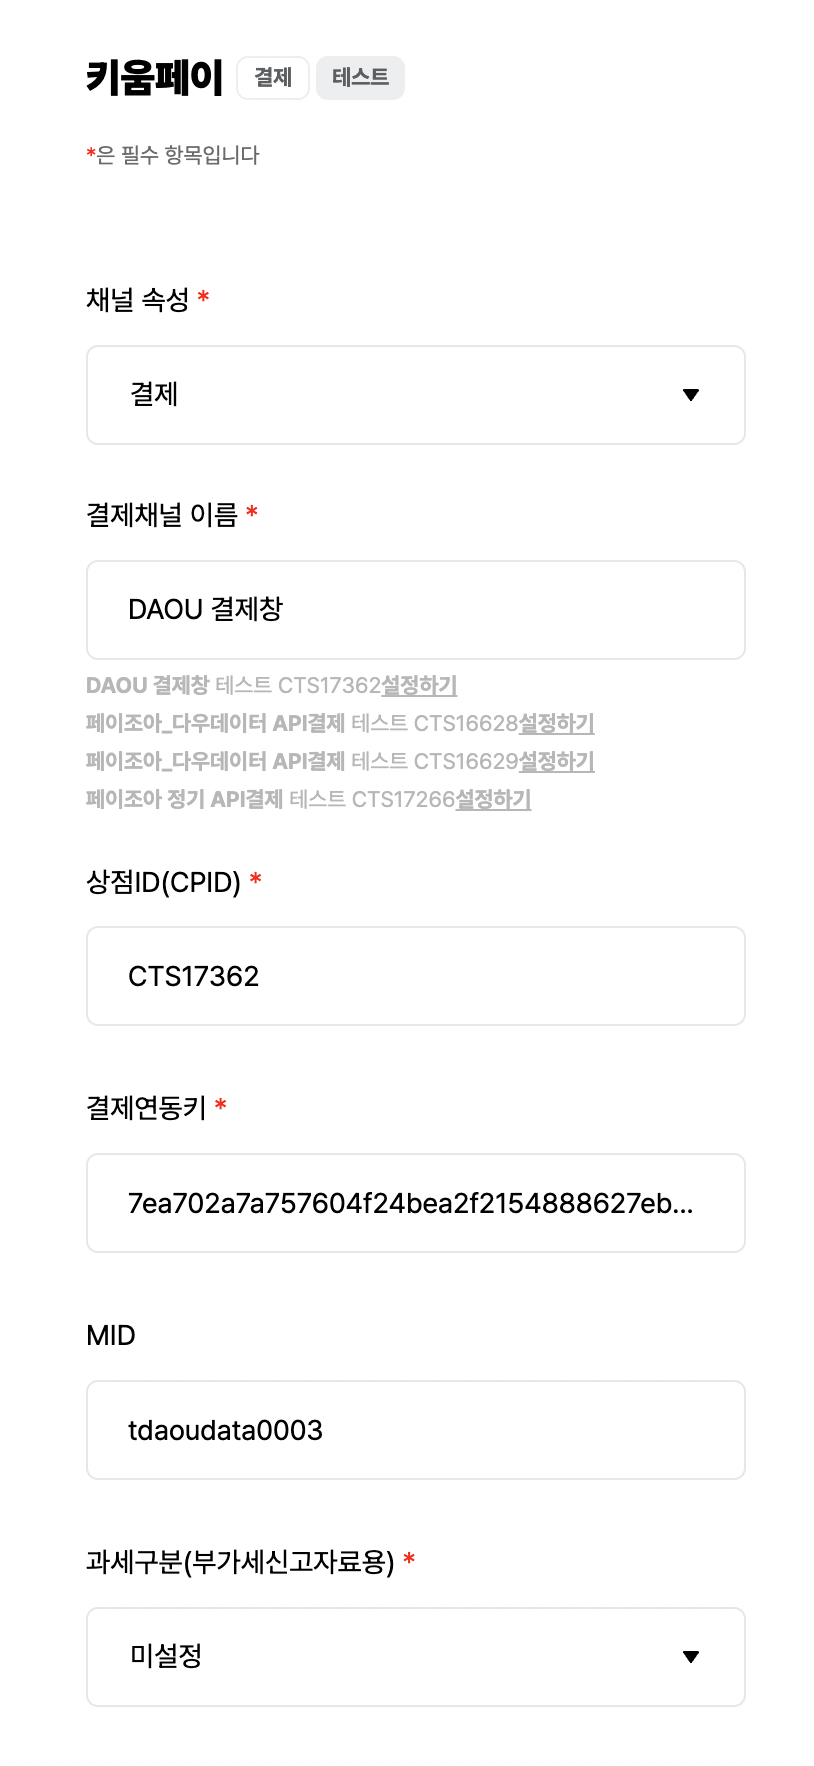 키움페이 결제 테스트
*은 필수 항목입니다
채널 속성 *
결제
결제채널 이름 *
DAOU 결제창
DAOU 결제창 테스트 CTS17362설정하기
페이조아_다우데이터 API결제 테스트 CTS16628설정하기
페이조아_다우데이터 API결제 테스트 CTS16629설정하기
페이조아 정기 API결제 테스트 CTS17266설정하기
상점ID(CPID) *
CTS17362
결제연동키 *
7ea702a7a757604f24bea2f2154888627eb...
MID
tdaoudata0003
과세구분(부가세신고자료용) *
미설정